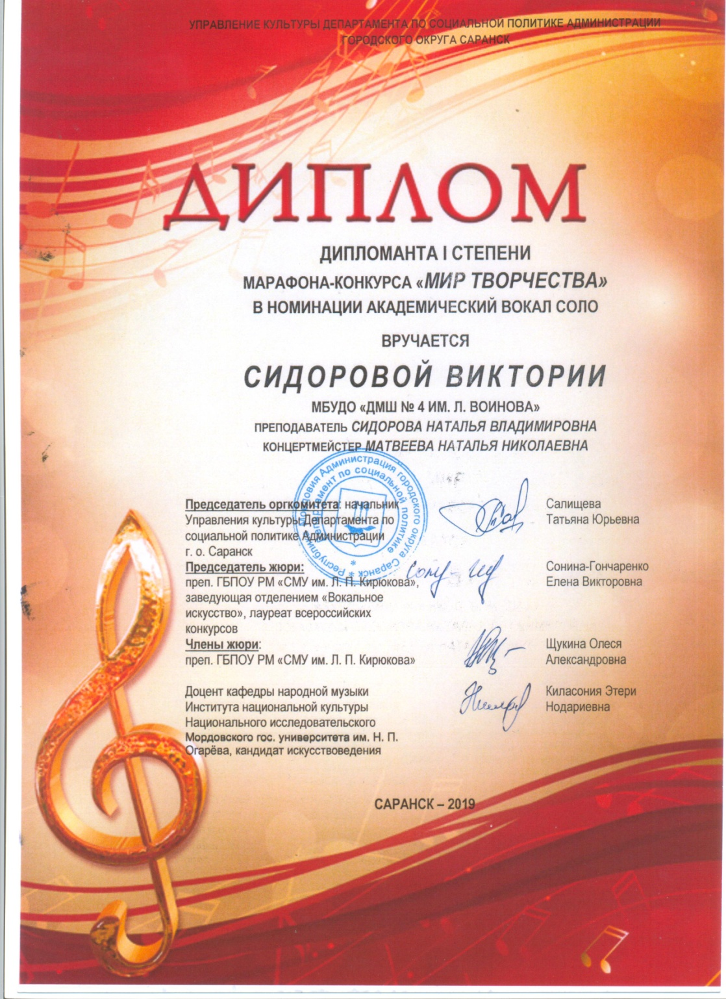 УПРАВЛЕНИЕ КУЛЬТУРЫ ДЕПАРТАМЕНТА ПО СОЦИАЛЬНОЙ ПОЛИТИКЕ АДМИНИСТРАЦИИ
ГОРОДСКОГО ОКРУГА САРАНСК
ДИПЛОМ
ДИПЛОМАНТА I СТЕПЕНИ
МАРАФОНА-КОНКУРСА «МИР ТВОРЧЕСТВА»
В НОМИНАЦИИ АКАДЕМИЧЕСКИЙ ВОКАЛ СОЛО
ВРУЧАЕТСЯ
СИДОРОВОЙ ВИКТОРИИ
МБУДО «ДМШ № 4 ИМ. Л. ВОИНОВА»
ПРЕПОДАВАТЕЛЬ СИДОРОВА НАТАЛЬЯ ВЛАДИМИРОВНА
КОНЦЕРТМЕЙСТЕР МАТВЕЕВА НАТАЛЬЯ НИКОЛАЕВНА
Республика Мордовия Администрация городского округа Саранск
Департамент по социальной политике
Председатель оргкомитета: начальник
Управления культуры Департамента по
социальной политике Администрации
г. о. Саранск
Салищева
Татьяна Юрьевна
Председатель жюри:
преп. ГБПОУ РМ «СМУ им. Л. П. Кирюкова»,
заведующая отделением «Вокальное
искусство», лауреат всероссийских
конкурсов
Сонина-Гончаренко
Елена Викторовна
Члены жюри:
преп. ГБПОУ РМ «СМУ им. Л. П. Кирюкова»
Щукина Олеся
Александровна
Доцент кафедры народной музыки
Института национальной культуры
Национального исследовательского
Мордовского гос. университета им. Н. П.
Огарёва, кандидат искусствоведения
Киласония Этери
Нодариевна
САРАНСК – 2019